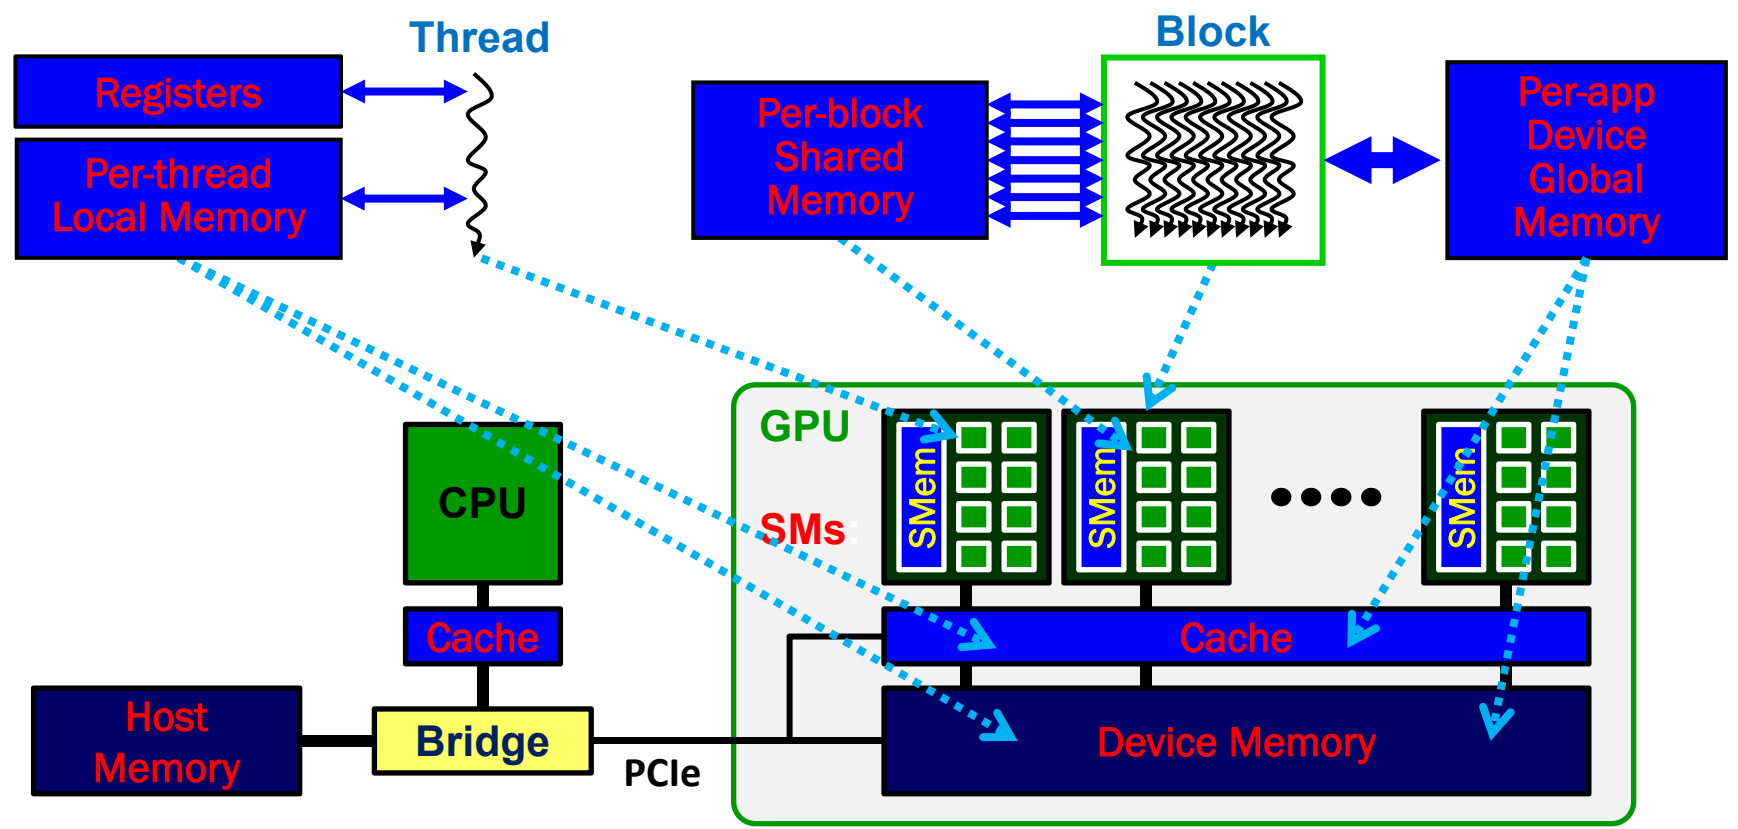 Thread
Block
Registers
Per-thread
Local Memory
Per-block
Shared
Memory
Per-app
Device
Global
Memory
GPU
SMs:
SMem
SMem
SMem
CPU
Cache
Cache
Host
Memory
Bridge
PCIe
Device Memory